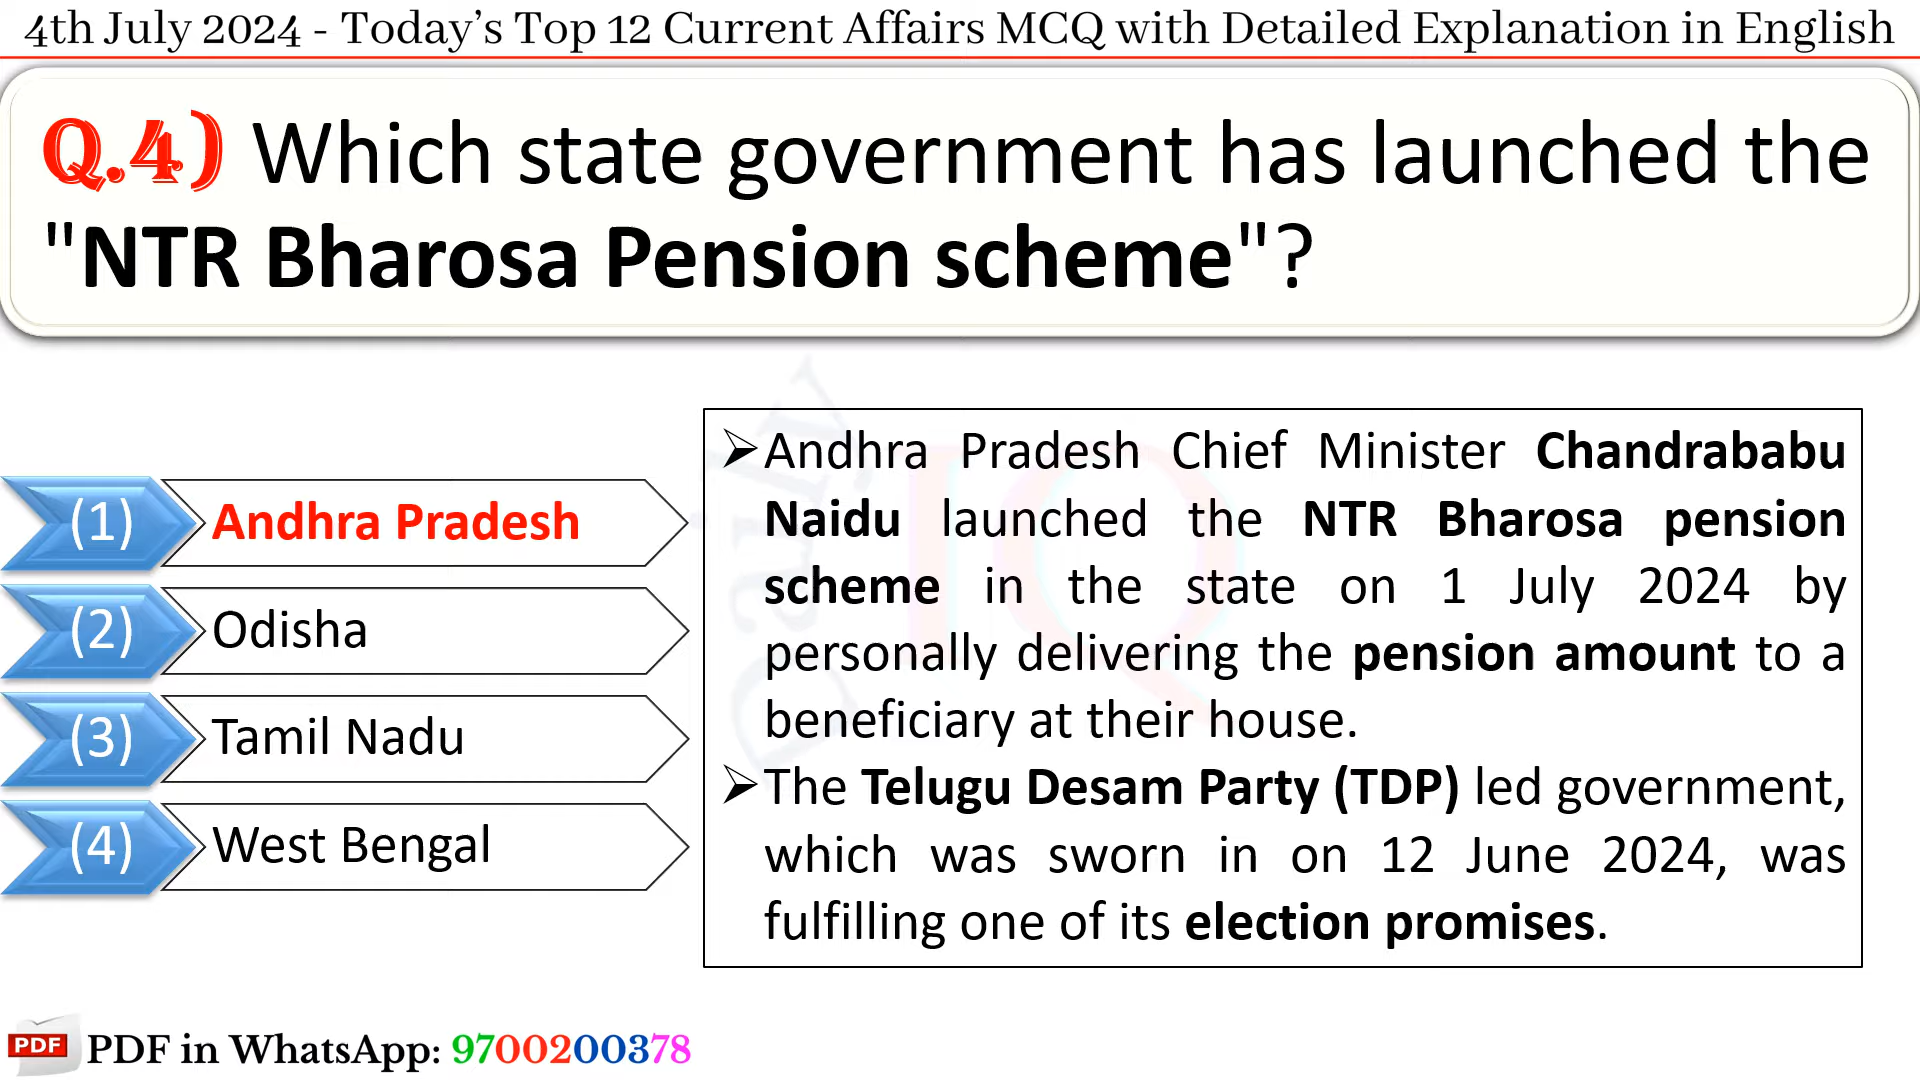 4th July 2024 - Today’s Top 12 Current Affairs MCQ with Detailed Explanation in English
Q.4) Which state government has launched the
"NTR Bharosa Pension scheme"?
(1) Andhra Pradesh
(2) Odisha
(3) Tamil Nadu
(4) West Bengal
➢Andhra Pradesh Chief Minister Chandrababu
Naidu launched the NTR Bharosa pension
scheme in the state on 1 July 2024 by
personally delivering the pension amount to a
beneficiary at their house.
➢The Telugu Desam Party (TDP) led government,
which was sworn in on 12 June 2024, was
fulfilling one of its election promises.
Daily IQ
PDF PDF in WhatsApp: 9700200378